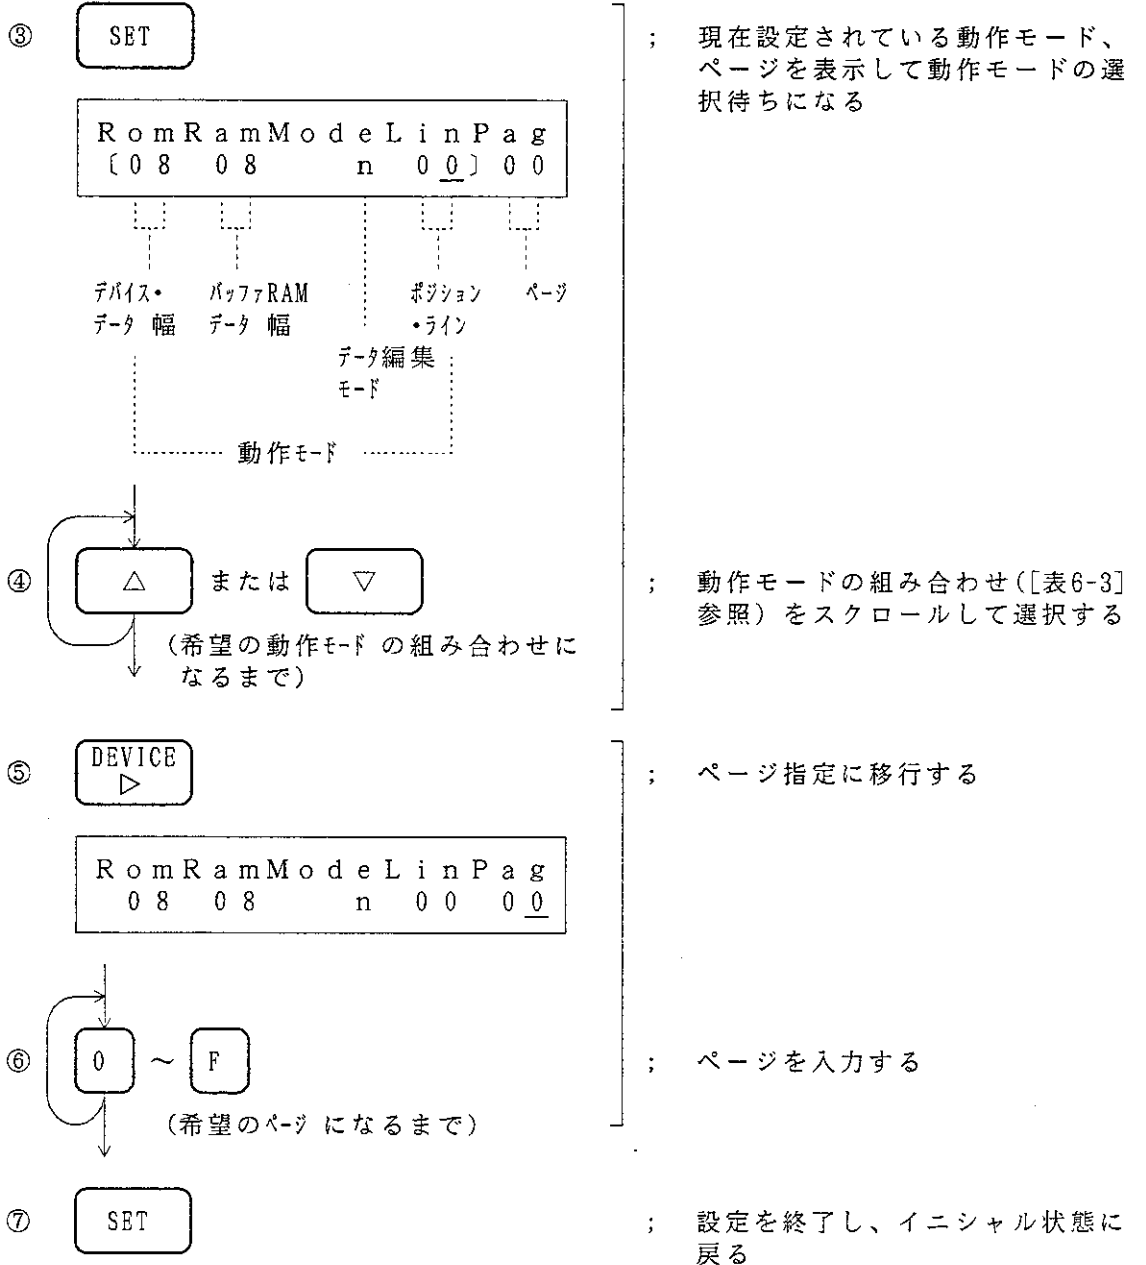 ③ SET ; 現在設定されている動作モード、
ページを表示して動作モードの選
択待ちになる
RomRamModeLinPag
〔08 08 n 00〕00
デバイス・ バッファRAM ポジション ページ
データ幅 データ幅 ・ライン
データ編集
モード
動作モード
④ △ または ▽ ; 動作モードの組み合わせ([表6-3]
参照)をスクロールして選択する
(希望の動作モード の組み合わせに
なるまで)
⑤ DEVICE ; ページ指定に移行する
▷
RomRamModeLinPag
08 08 n 00 00
⑥ 0 ～ F ; ページを入力する
(希望のページ になるまで)
⑦ SET ; 設定を終了し、イニシャル状態に
戻る